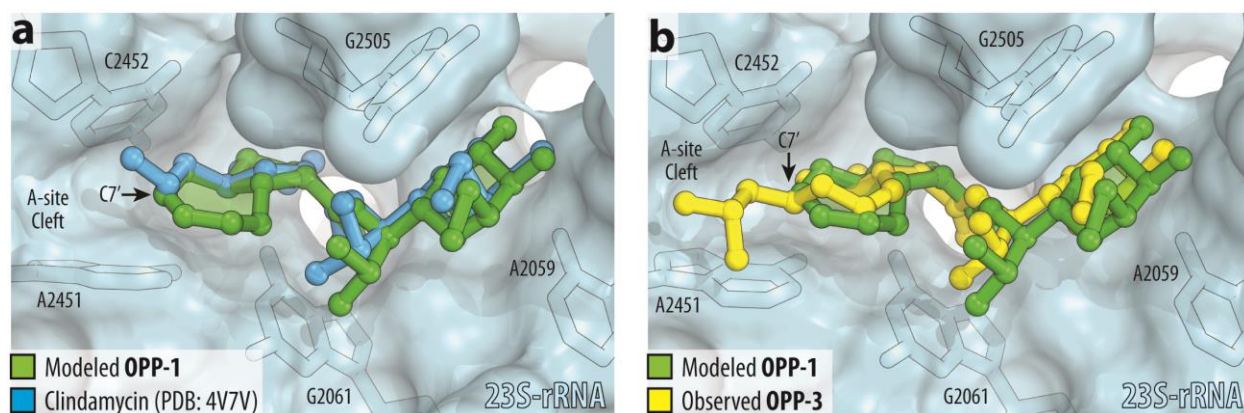 a
G2505
C2452
A-site
Cleft
C7′
A2059
A2451
Modeled OPP-1
Clindamycin (PDB: 4V7V)
G2061
23S-rRNA
b
G2505
C2452
C7′
A-site
Cleft
A2059
A2451
Modeled OPP-1
Observed OPP-3
G2061
23S-rRNA